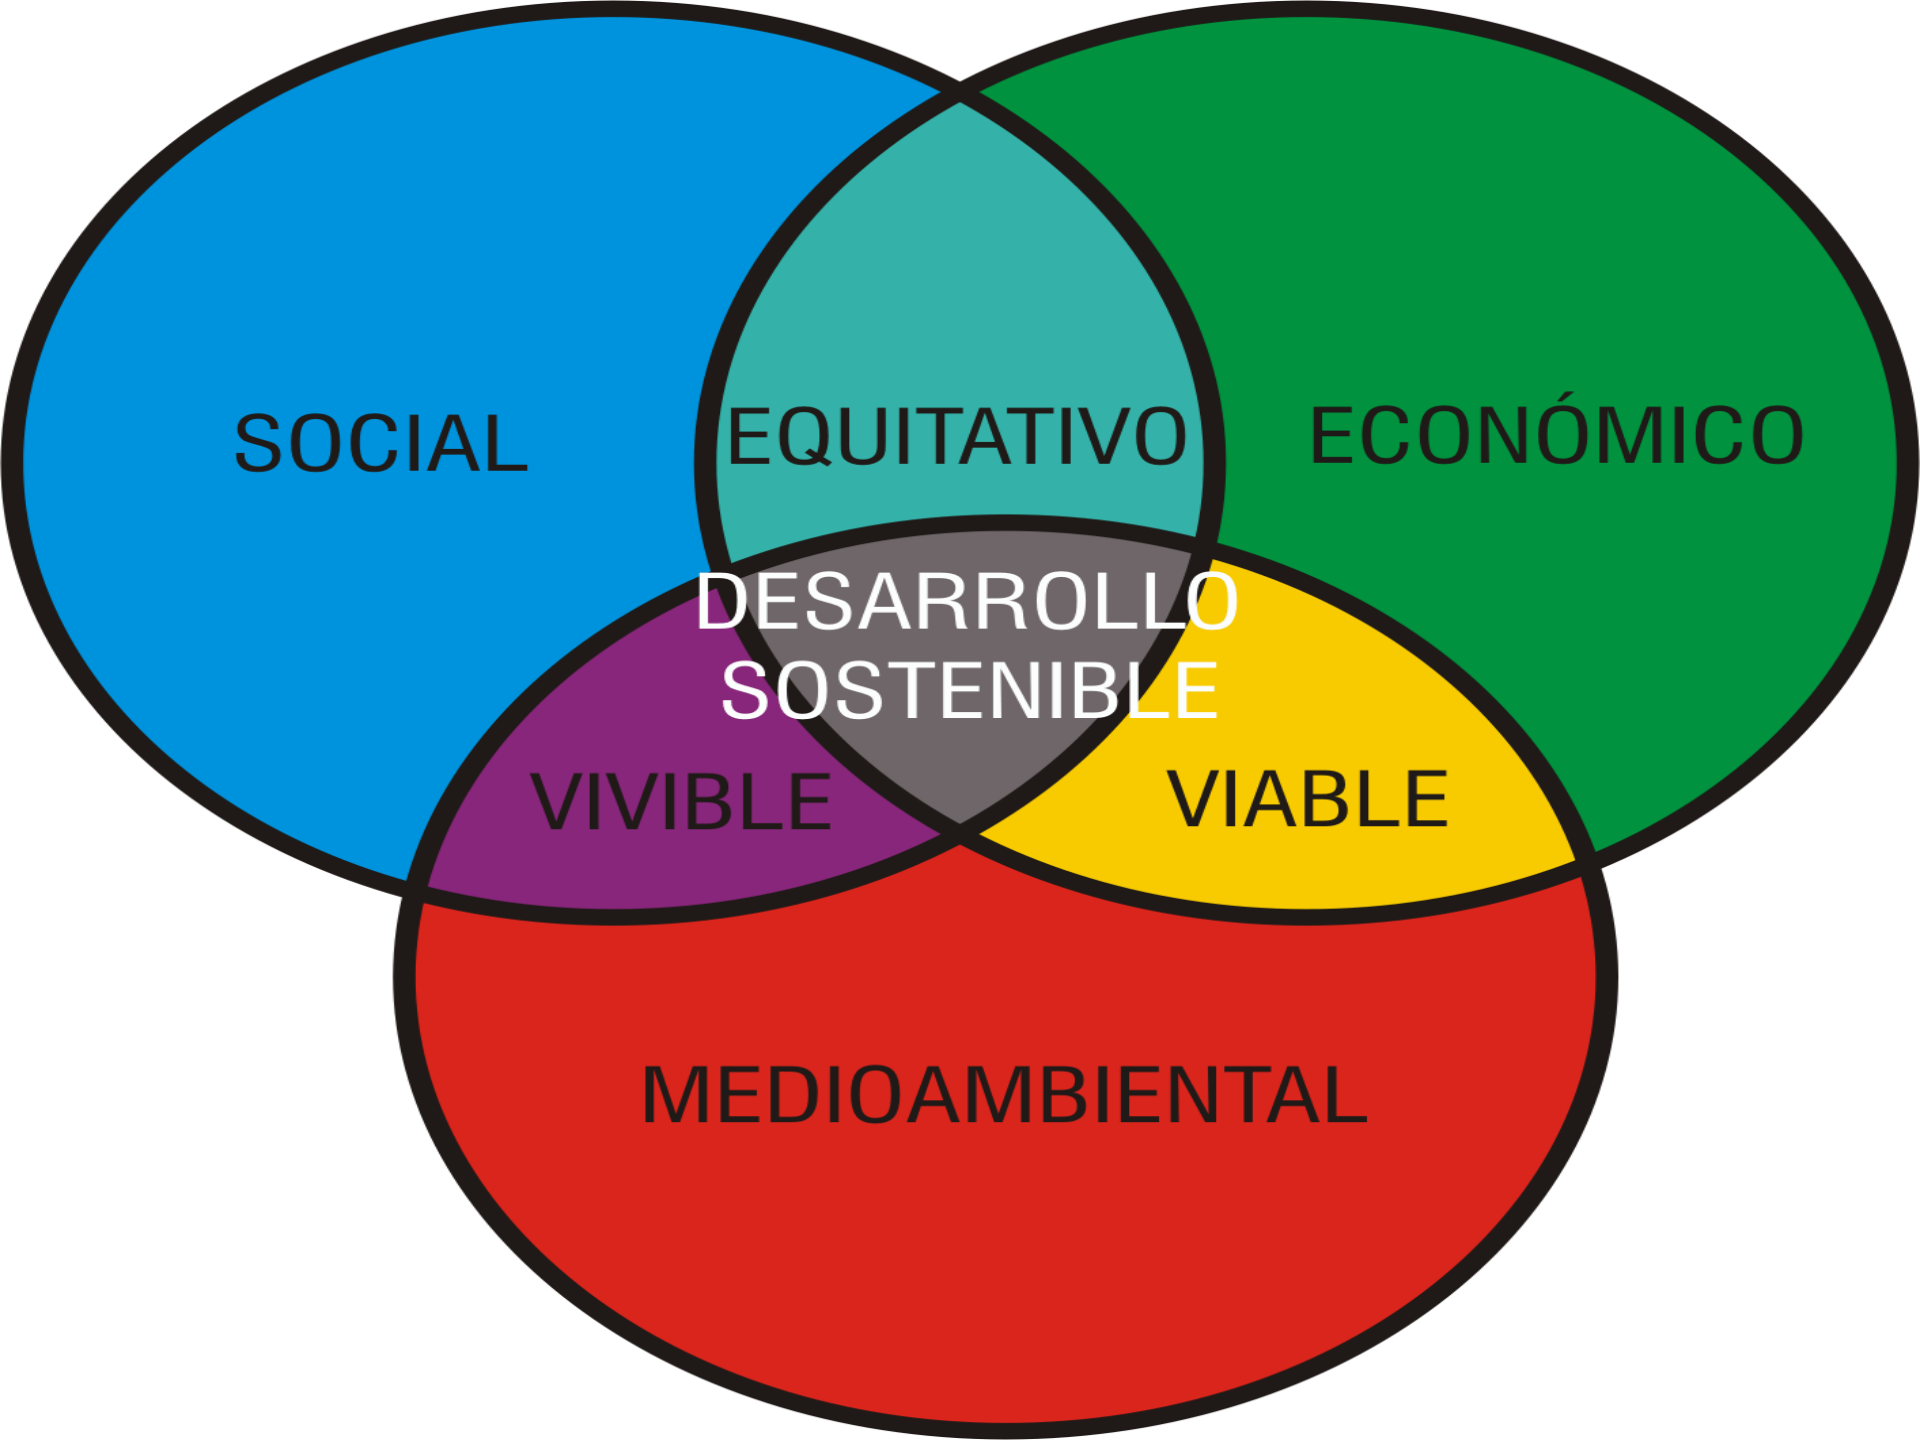 SOCIAL
EQUITATIVO
ECONÓMICO
DESARROLLO
SOSTENIBLE
VIVIBLE
VIABLE
MEDIOAMBIENTAL